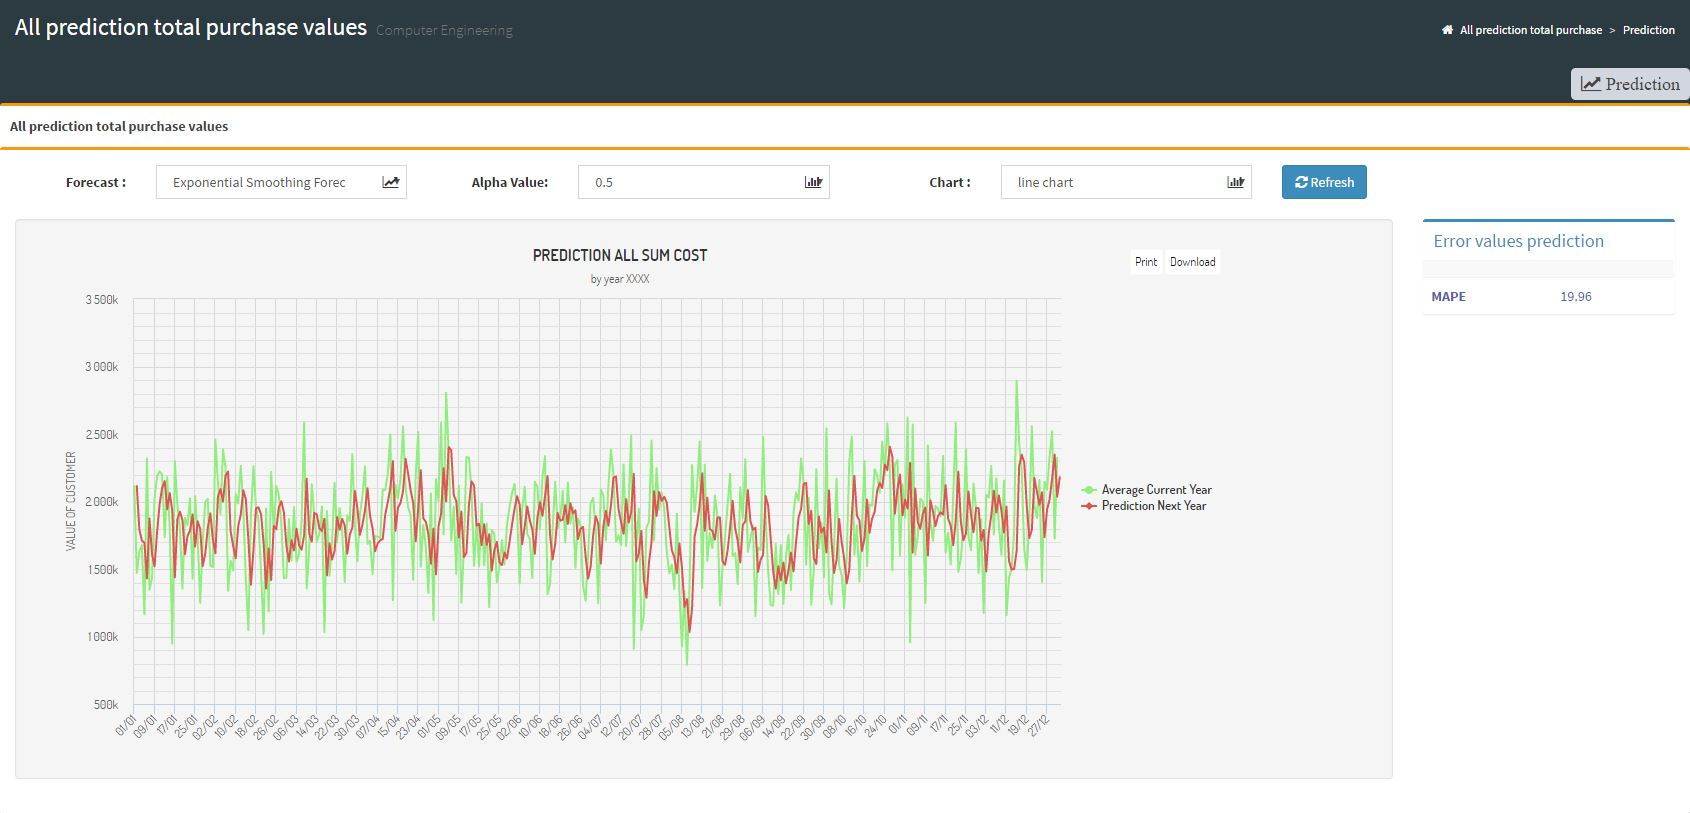 All prediction total purchase values Computer Engineering
All prediction total purchase > Prediction
Prediction
All prediction total purchase values
Forecast : Exponential Smoothing Forec Alpha Value: 0.5 Chart : line chart Refresh
PREDICTION ALL SUM COST
by year XXXX
Print Download
VALUE OF CUSTOMER
3 500k
3 000k
2 500k
2 000k
1 500k
1 000k
500k
01/01 09/01 17/01 25/01 02/02 10/02 18/02 26/02 06/03 14/03 22/03 30/03 07/04 15/04 23/04 01/05 09/05 17/05 25/05 02/06 10/06 18/06 26/06 04/07 12/07 20/07 28/07 05/08 13/08 21/08 29/08 06/09 14/09 22/09 30/09 08/10 16/10 24/10 01/11 09/11 17/11 25/11 03/12 11/12 19/12 27/12
Average Current Year
Prediction Next Year
Error values prediction
MAPE 19.96